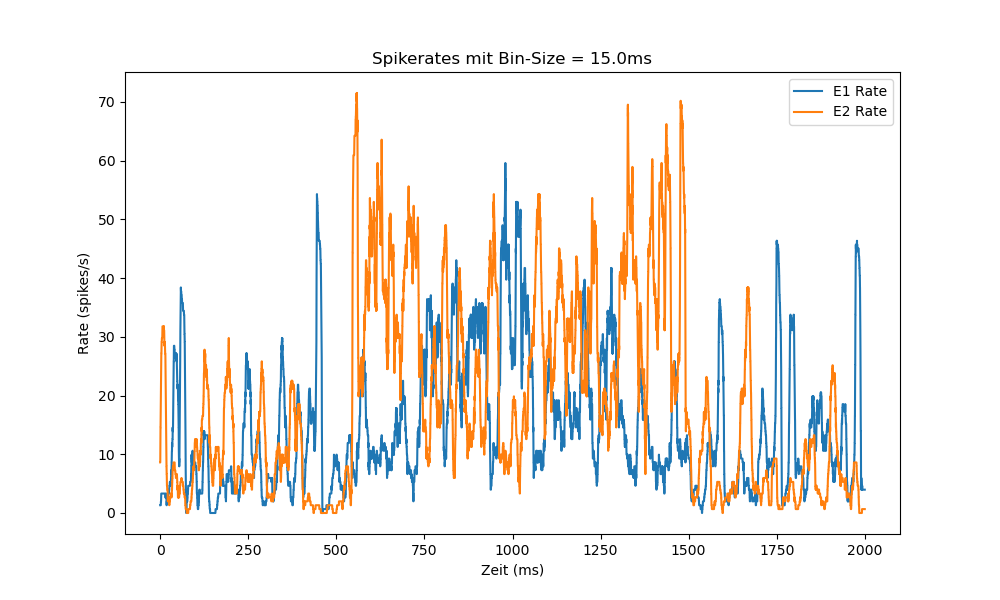 Spikerates mit Bin-Size = 15.0ms
E1 Rate
E2 Rate
Rate (spikes/s)
70
60
50
40
30
20
10
0
0 250 500 750 1000 1250 1500 1750 2000
Zeit (ms)